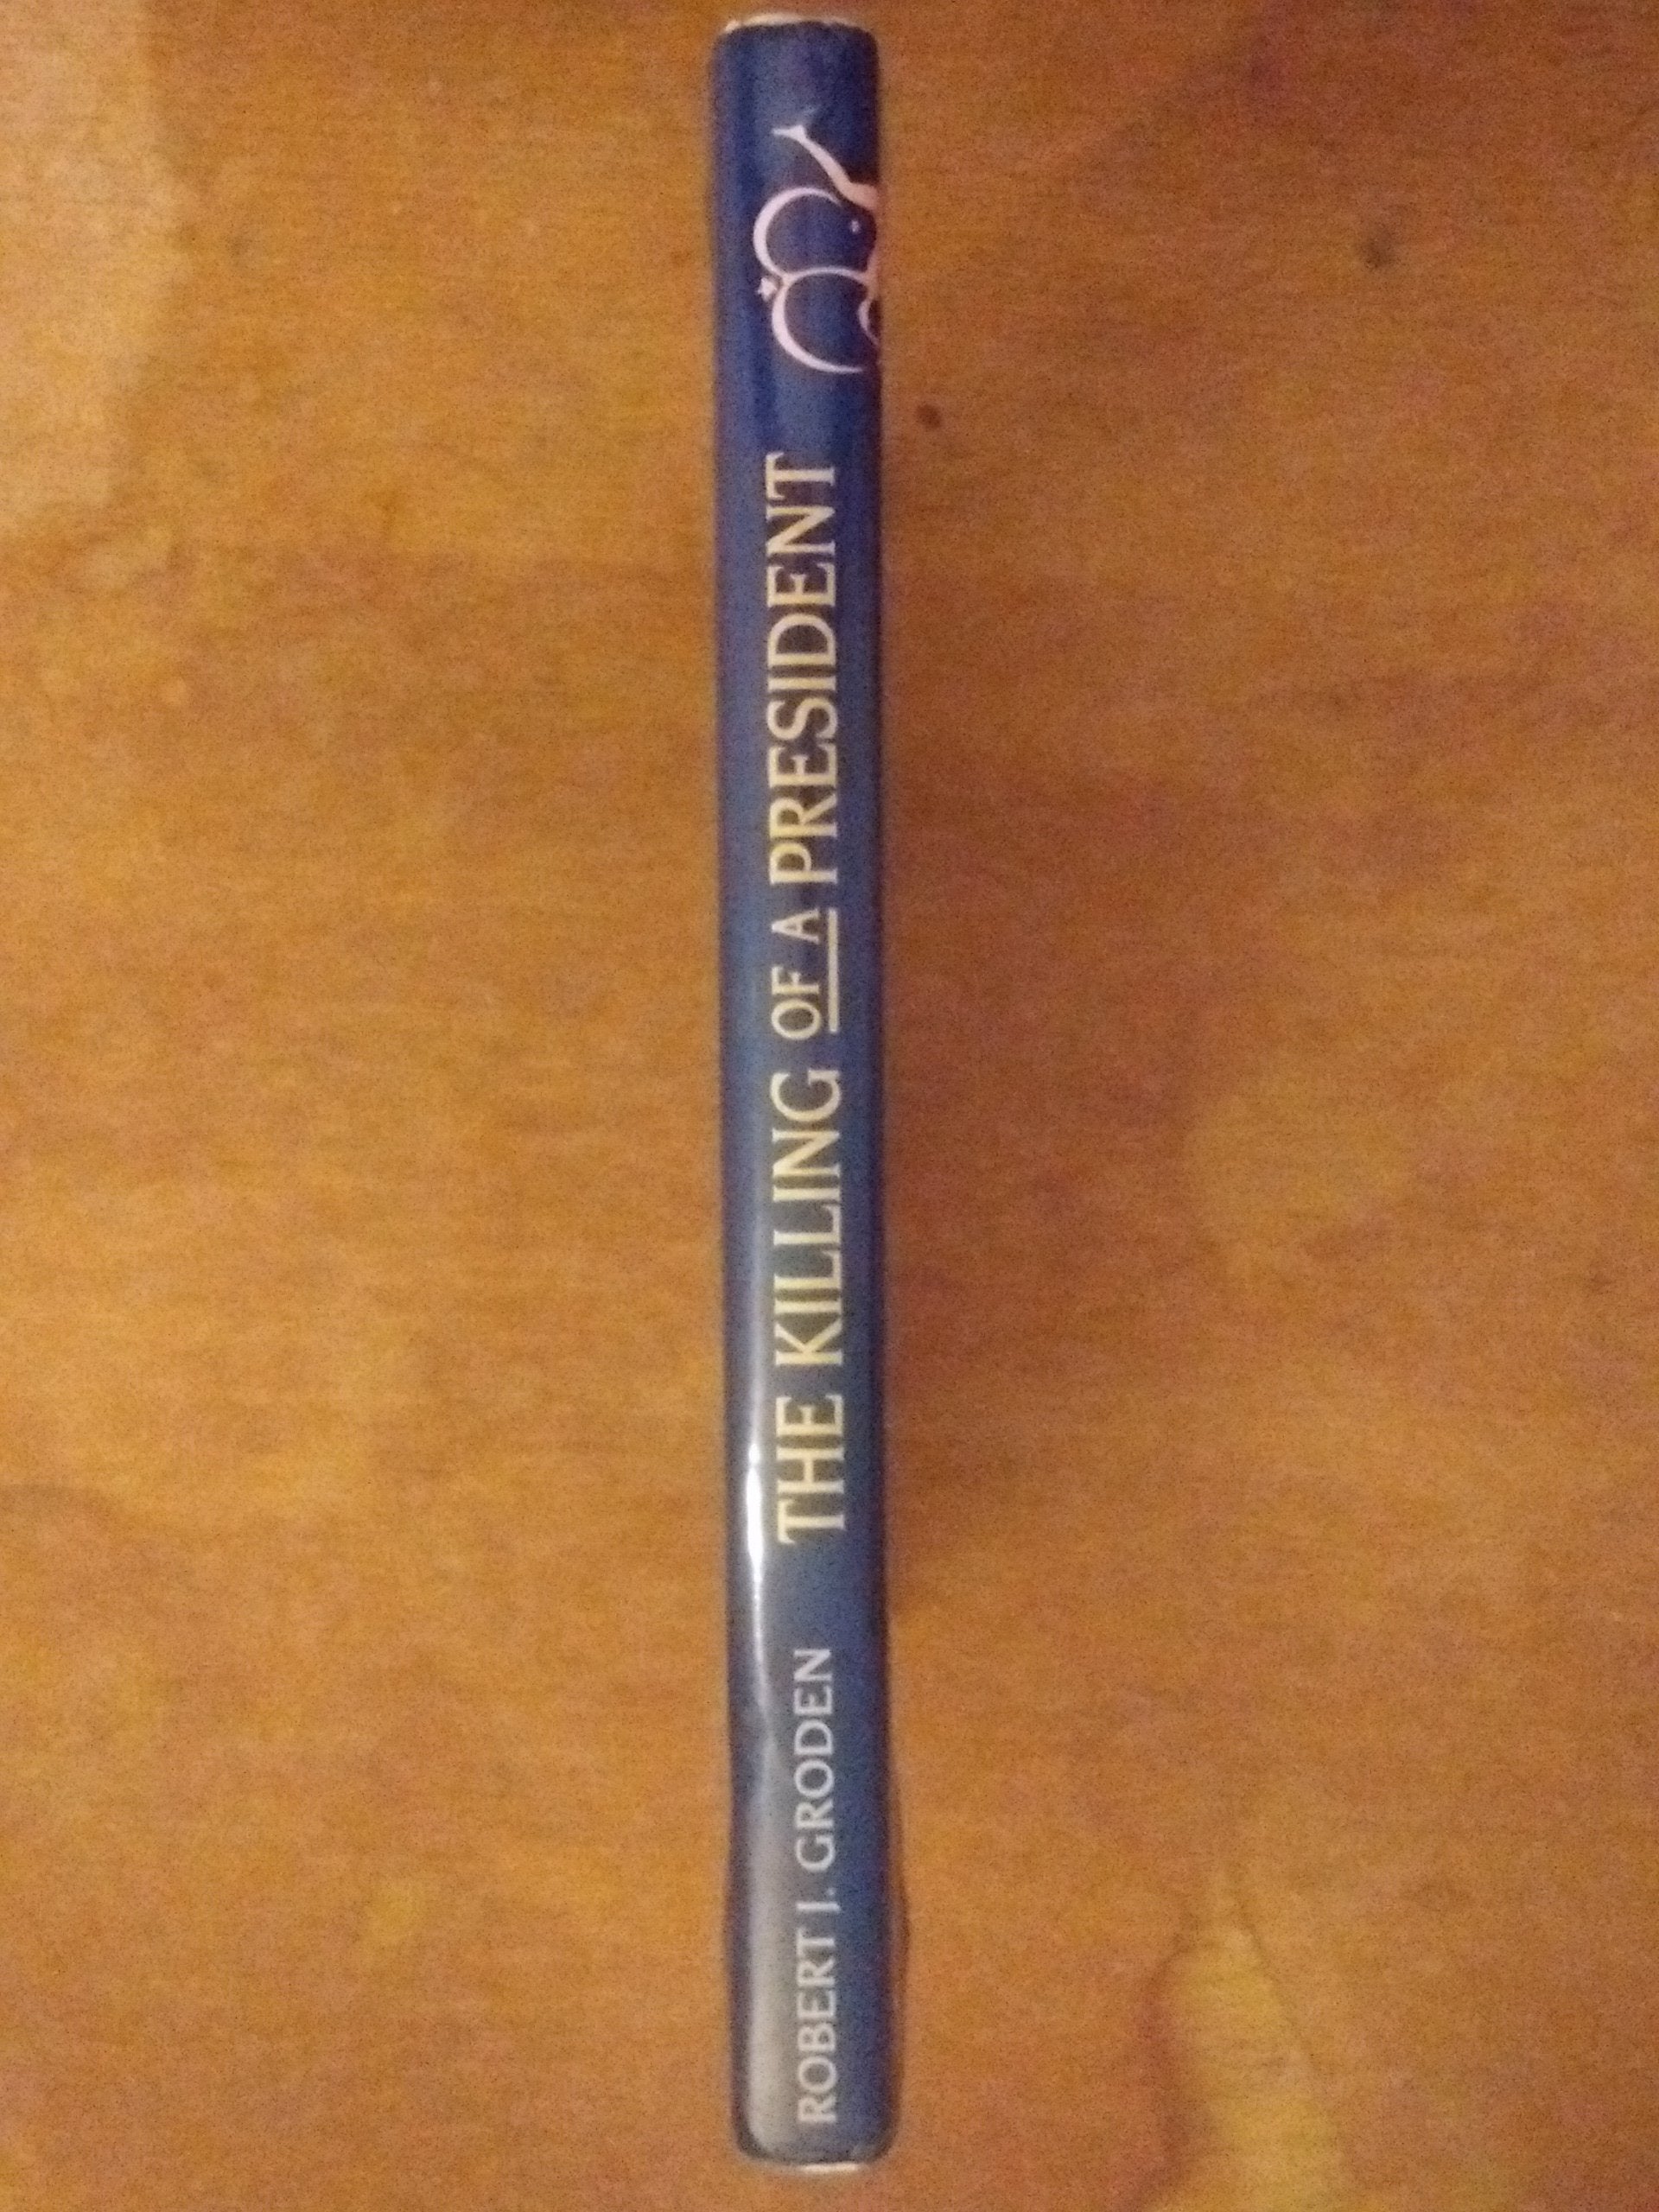 ROBERT J. GRODEN THE KILLING OF A PRESIDENT